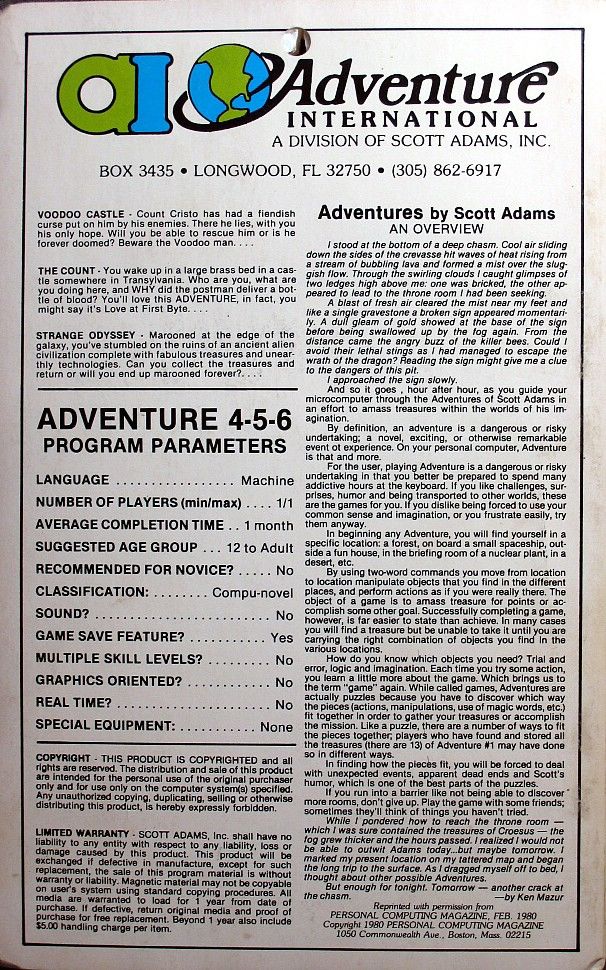 ai Adventure
INTERNATIONAL
A DIVISION OF SCOTT ADAMS, INC.
BOX 3435 • LONGWOOD, FL 32750 • (305) 862-6917
VOODOO CASTLE - Count Cristo has had a fiendish
curse put on him by his enemies. There he lies, with you
his only hope. Will you be able to rescue him or is he
forever doomed? Beware the Voodoo man. . . .
THE COUNT - You wake up in a large brass bed in a cas-
tle somewhere in Transylvania. Who are you, what are
you doing here, and WHY did the postman deliver a bot-
tle of blood? You'll love this ADVENTURE, in fact, you
might say it's Love at First Byte. . . .
STRANGE ODYSSEY - Marooned at the edge of the
galaxy, you've stumbled on the ruins of an ancient alien
civilization complete with fabulous treasures and unear-
thly technologies. Can you collect the treasures and
return or will you end up marooned forever?. . . .
ADVENTURE 4-5-6
PROGRAM PARAMETERS
LANGUAGE . . . . . . . . . . . . . . . . . Machine
NUMBER OF PLAYERS (min/max) . . . . 1/1
AVERAGE COMPLETION TIME . . 1 month
SUGGESTED AGE GROUP . . . 12 to Adult
RECOMMENDED FOR NOVICE? . . . . . No
CLASSIFICATION: . . . . . . . . Compu-novel
SOUND? . . . . . . . . . . . . . . . . . . . . . . . . . No
GAME SAVE FEATURE? . . . . . . . . . . . Yes
MULTIPLE SKILL LEVELS? . . . . . . . . . . No
GRAPHICS ORIENTED? . . . . . . . . . . . . No
REAL TIME? . . . . . . . . . . . . . . . . . . . . . . No
SPECIAL EQUIPMENT: . . . . . . . . . . . None
COPYRIGHT - THIS PRODUCT IS COPYRIGHTED and all
rights are reserved. The distribution and sale of this product
are intended for the personal use of the original purchaser
only and for use only on the computer system(s) specified.
Any unauthorized copying, duplicating, selling or otherwise
distributing this product, is hereby expressly forbidden.
LIMITED WARRANTY - SCOTT ADAMS, Inc. shall have no
liability to any entity with respect to any liability, loss or
damage caused by this product. This product will be
exchanged if defective in manufacture, except for such
replacement, the sale of this program material is without
warranty or liability. Magnetic material may not be copyable
on user's system using standard copying procedures. All
media are warranted to load for 1 year from date of
purchase. If defective, return original media and proof of
purchase for free replacement. Beyond 1 year also include
$5.00 handling charge per item.
Adventures by Scott Adams
AN OVERVIEW
I stood at the bottom of a deep chasm. Cool air sliding
down the sides of the crevasse hit waves of heat rising from
a stream of bubbling lava and formed a mist over the slug-
gish flow. Through the swirling clouds I caught glimpses of
two ledges high above me: one was bricked, the other ap-
peared to lead to the throne room I had been seeking.
A blast of fresh air cleared the mist near my feet and
like a single gravestone a broken sign appeared momentari-
ly. A dull gleam of gold showed at the base of the sign
before being swallowed up by the fog again. From the
distance came the angry buzz of the killer bees. Could I
avoid their lethal stings as I had managed to escape the
wrath of the dragon? Reading the sign might give me a clue
to the dangers of this pit.
I approached the sign slowly.
And so it goes , hour after hour, as you guide your
microcomputer through the Adventures of Scott Adams in
an effort to amass treasures within the worlds of his im-
agination.
By definition, an adventure is a dangerous or risky
undertaking; a novel, exciting, or otherwise remarkable
event ot experience. On your personal computer, Adventure
is that and more.
For the user, playing Adventure is a dangerous or risky
undertaking in that you better be prepared to spend many
addictive hours at the keyboard. If you like challenges, sur-
prises, humor and being transported to other worlds, these
are the games for you. If you dislike being forced to use your
common sense and imagination, or you frustrate easily, try
them anyway.
In beginning any Adventure, you will find yourself in a
specific location: a forest, on board a small spaceship, out-
side a fun house, in the briefing room of a nuclear plant, in a
desert, etc.
By using two-word commands you move from location
to location manipulate objects that you find in the different
places, and perform actions as if you were really there. The
object of a game is to amass treasure for points or ac-
complish some other goal. Successfully completing a game,
however, is far easier to state than achieve. In many cases
you will find a treasure but be unable to take it until you are
carrying the right combination of objects you find in the
various locations.
How do you know which objects you need? Trial and
error, logic and imagination. Each time you try some action,
you learn a little more about the game. Which brings us to
the term "game" again. While called games, Adventures are
actually puzzles because you have to discover which way
the pieces (actions, manipulations, use of magic words, etc.)
fit together in order to gather your treasures or accomplish
the mission. Like a puzzle, there are a number of ways to fit
the pieces together; players who have found and stored all
the treasures (there are 13) of Adventure #1 may have done
so in different ways.
In finding how the pieces fit, you will be forced to deal
with unexpected events, apparent dead ends and Scott's
humor, which is one of the best parts of the puzzles.
If you run into a barrier like not being able to discover
more rooms, don't give up. Play the game with some friends;
sometimes they'll think of things you haven't tried.
While I pondered how to reach the throne room —
which I was sure contained the treasures of Croesus — the
fog grew thicker and the hours passed. I realized I would not
be able to outwit Adams today...but maybe tomorrow. I
marked my present location on my tattered map and began
the long trip to the surface. As I dragged myself off to bed, I
thought about other possible Adventures.
But enough for tonight. Tomorrow — another crack at
the chasm. —by Ken Mazur
Reprinted with permission from
PERSONAL COMPUTING MAGAZINE, FEB. 1980
Copyright 1980 PERSONAL COMPUTING MAGAZINE
1050 Commonwealth Ave., Boston, Mass. 02215